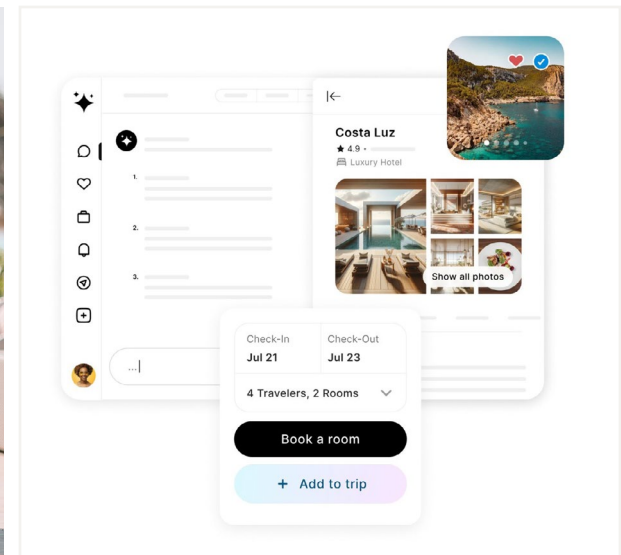 Costa Luz
★ 4.9 •
Luxury Hotel
Show all photos
1.
2.
3.
...|
Check-In
Check-Out
Jul 21
Jul 23
4 Travelers, 2 Rooms
Book a room
+ Add to trip